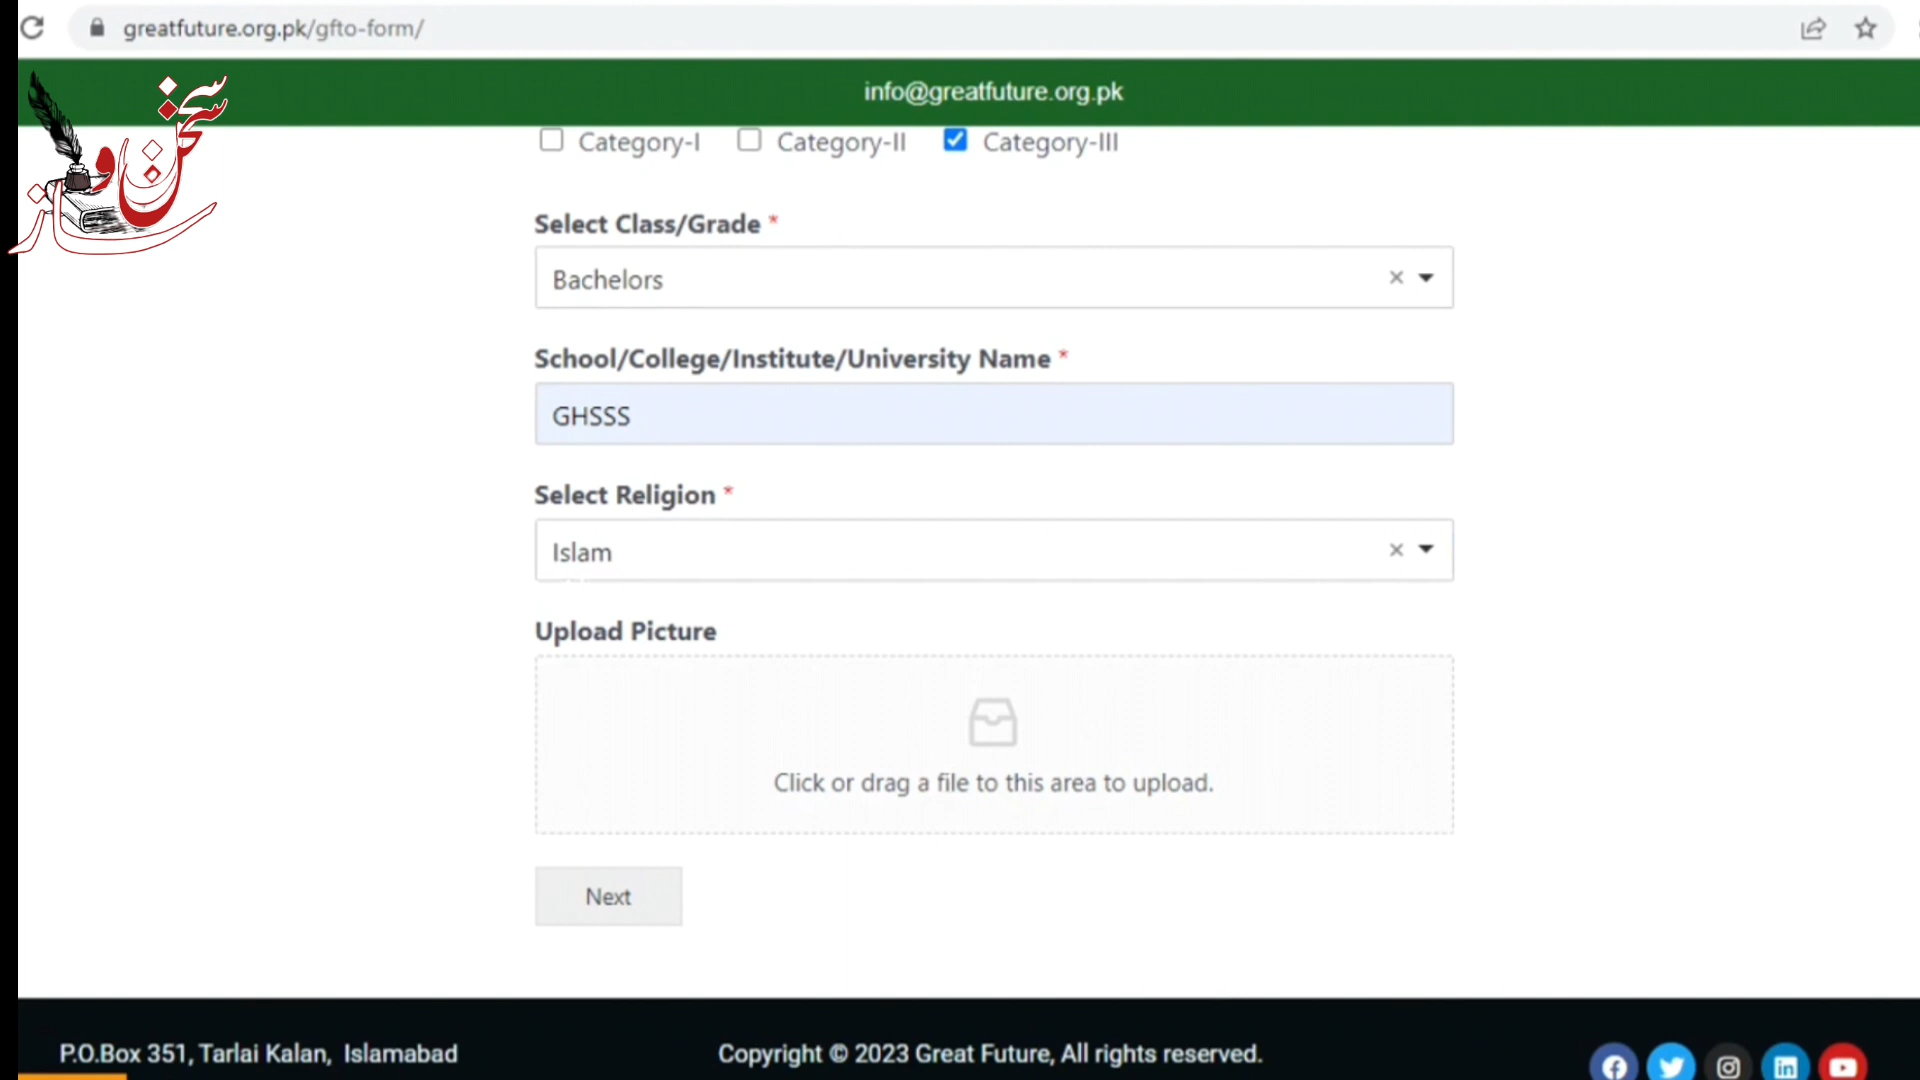 greatfuture.org.pk/gfto-form/
info@greatfuture.org.pk
سخن و ساز
Category-I Category-II Category-III
Select Class/Grade *
Bachelors
School/College/Institute/University Name *
GHSSS
Select Religion *
Islam
Upload Picture
Click or drag a file to this area to upload.
Next
P.O.Box 351, Tarlai Kalan, Islamabad
Copyright © 2023 Great Future, All rights reserved.